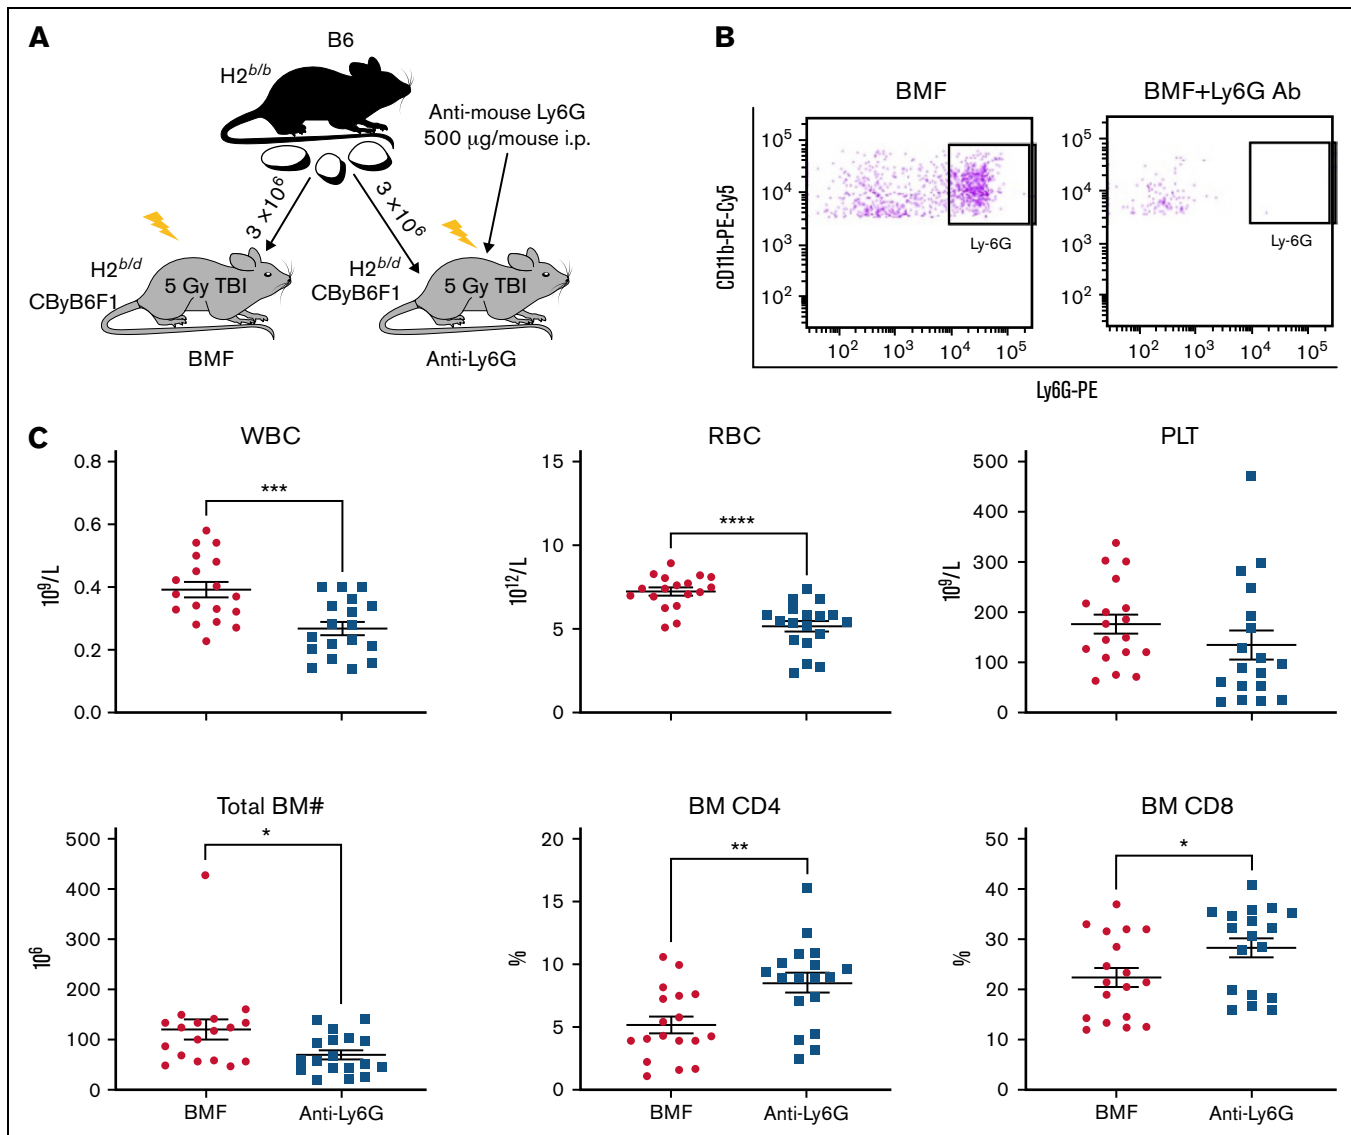 A
B6
H2b/b
Anti-mouse Ly6G
500 µg/mouse i.p.
3 ×10⁶
3 ×10⁶
H2b/d
CByB6F1
5 Gy TBI
H2b/d
CByB6F1
5 Gy TBI
BMF
Anti-Ly6G
B
BMF
BMF+Ly6G Ab
CD11b-PE-Cy5
10⁵
10⁴
10³
10²
Ly-6G
10² 10³ 10⁴ 10⁵
10⁵
10⁴
10³
10²
Ly-6G
10² 10³ 10⁴ 10⁵
Ly6G-PE
C
WBC
10⁹/L
0.8
0.6
0.4
0.2
0.0
***
RBC
10¹²/L
15
10
5
0
****
PLT
10⁹/L
500
400
300
200
100
0
Total BM#
10⁶
500
400
300
200
100
0
*
BMF
Anti-Ly6G
BM CD4
%
20
15
10
5
0
**
BMF
Anti-Ly6G
BM CD8
%
50
40
30
20
10
0
*
BMF
Anti-Ly6G